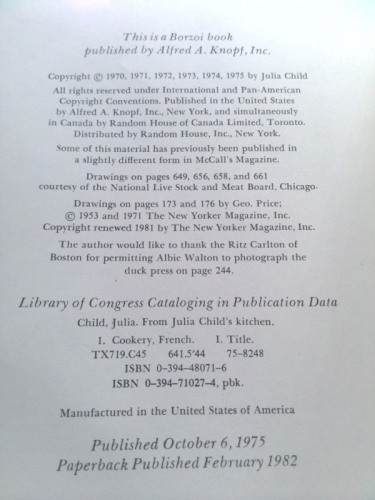 This is a Borzoi book
published by Alfred A. Knopf, Inc.
Copyright © 1970, 1971, 1972, 1973, 1974, 1975 by Julia Child
All rights reserved under International and Pan-American
Copyright Conventions. Published in the United States
by Alfred A. Knopf, Inc., New York, and simultaneously
in Canada by Random House of Canada Limited, Toronto.
Distributed by Random House, Inc., New York.
Some of this material has previously been published in
a slightly different form in McCall's Magazine.
Drawings on pages 649, 656, 658, and 661
courtesy of the National Live Stock and Meat Board, Chicago.
Drawings on pages 173 and 176 by Geo. Price;
© 1953 and 1971 The New Yorker Magazine, Inc.
Copyright renewed 1981 by The New Yorker Magazine, Inc.
The author would like to thank the Ritz Carlton of
Boston for permitting Albie Walton to photograph the
duck press on page 244.
Library of Congress Cataloging in Publication Data
Child, Julia. From Julia Child's kitchen.
1. Cookery, French. I. Title.
TX719.C45 641.5'44 75-8248
ISBN 0-394-48071-6
ISBN 0-394-71027-4, pbk.
Manufactured in the United States of America
Published October 6, 1975
Paperback Published February 1982